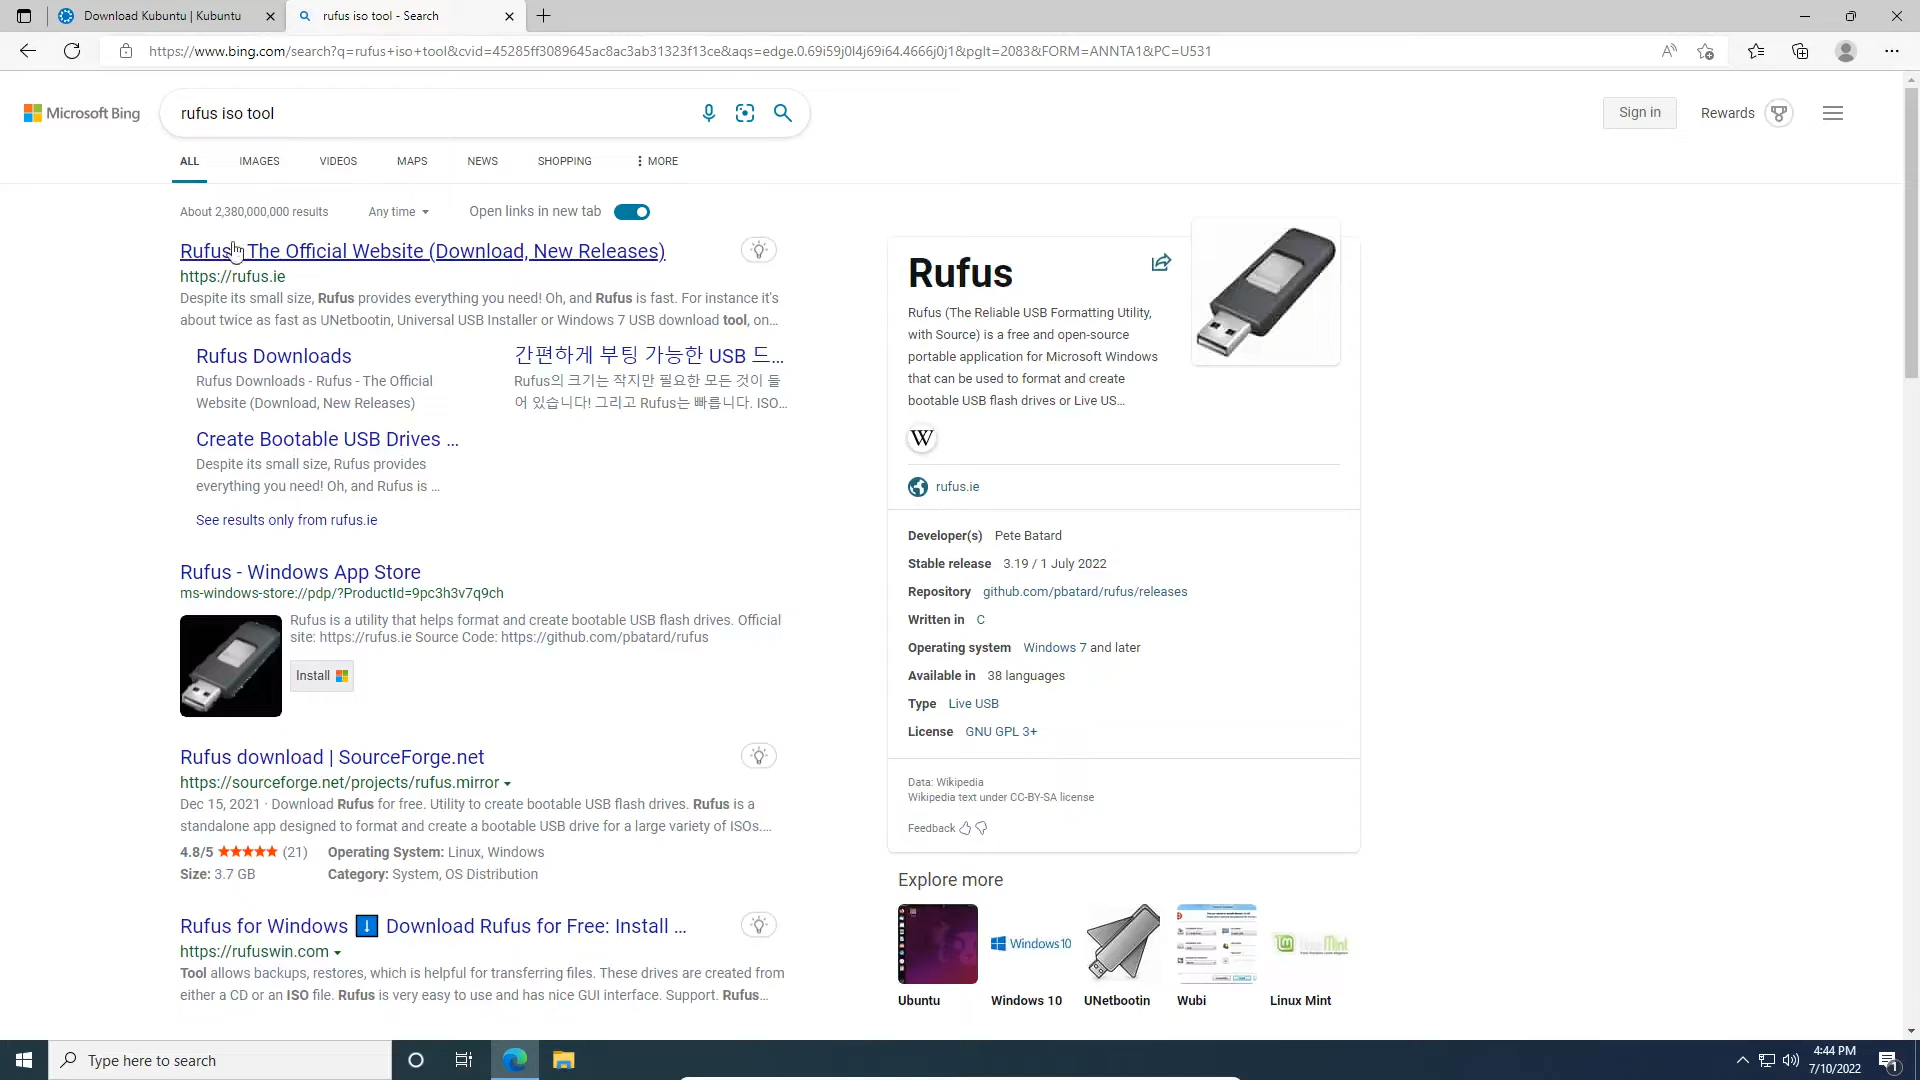 Download Kubuntu | Kubuntu
rufus iso tool - Search
https://www.bing.com/search?q=rufus+iso+tool&cvid=45285ff3089645ac8ac3ab31323f13ce&aqs=edge.0.69i59j0l4j69i64.4666j0j1&pglt=2083&FORM=ANNTA1&PC=U531
Microsoft Bing
rufus iso tool
Sign in
Rewards
ALL
IMAGES
VIDEOS
MAPS
NEWS
SHOPPING
MORE
About 2,380,000,000 results
Any time
Open links in new tab
Rufus - The Official Website (Download, New Releases)
https://rufus.ie
Despite its small size, Rufus provides everything you need! Oh, and Rufus is fast. For instance it's
about twice as fast as UNetbootin, Universal USB Installer or Windows 7 USB download tool, on...
Rufus Downloads
Rufus Downloads - Rufus - The Official
Website (Download, New Releases)
간편하게 부팅 가능한 USB 드...
Rufus의 크기는 작지만 필요한 모든 것이 들
어 있습니다! 그리고 Rufus는 빠릅니다. ISO...
Create Bootable USB Drives ...
Despite its small size, Rufus provides
everything you need! Oh, and Rufus is ...
See results only from rufus.ie
Rufus - Windows App Store
ms-windows-store://pdp/?ProductId=9pc3h3v7q9ch
Rufus is a utility that helps format and create bootable USB flash drives. Official
site: https://rufus.ie Source Code: https://github.com/pbatard/rufus
Install
Rufus download | SourceForge.net
https://sourceforge.net/projects/rufus.mirror
Dec 15, 2021 · Download Rufus for free. Utility to create bootable USB flash drives. Rufus is a
standalone app designed to format and create a bootable USB drive for a large variety of ISOs....
4.8/5 ★★★★★ (21) Operating System: Linux, Windows
Size: 3.7 GB Category: System, OS Distribution
Rufus for Windows ⬇ Download Rufus for Free: Install ...
https://rufuswin.com
Tool allows backups, restores, which is helpful for transferring files. These drives are created from
either a CD or an ISO file. Rufus is very easy to use and has nice GUI interface. Support. Rufus...
Rufus
Rufus (The Reliable USB Formatting Utility,
with Source) is a free and open-source
portable application for Microsoft Windows
that can be used to format and create
bootable USB flash drives or Live US...
W
rufus.ie
Developer(s) Pete Batard
Stable release 3.19 / 1 July 2022
Repository github.com/pbatard/rufus/releases
Written in C
Operating system Windows 7 and later
Available in 38 languages
Type Live USB
License GNU GPL 3+
Data: Wikipedia
Wikipedia text under CC-BY-SA license
Feedback
Explore more
Windows 10
Ubuntu
Windows 10
UNetbootin
Wubi
Linux Mint
Type here to search
4:44 PM
7/10/2022
1